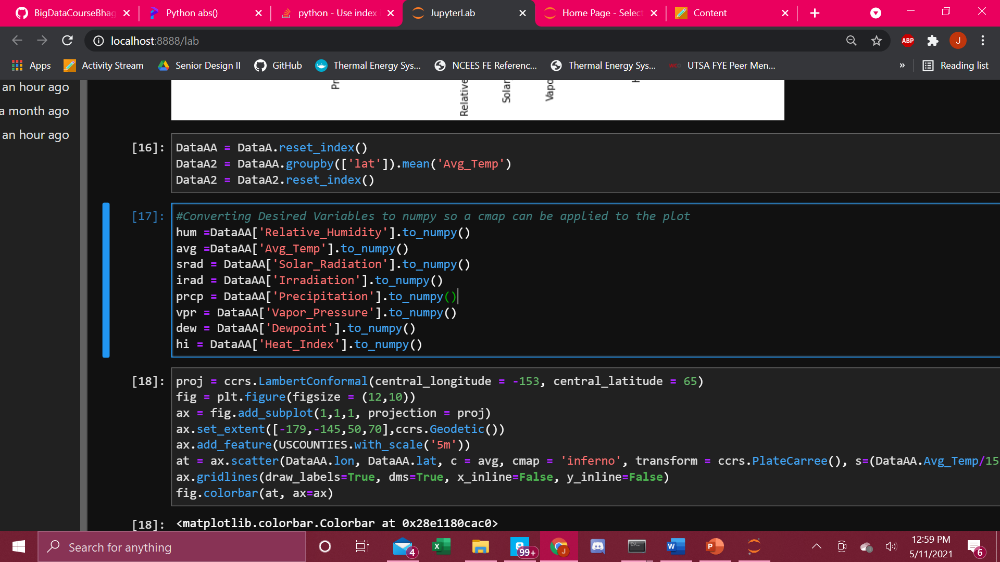 BigDataCourseBhag
Python abs()
python - Use index
JupyterLab
Home Page - Select
Content
localhost:8888/lab
ABP
J
Apps
Activity Stream
Senior Design II
GitHub
Thermal Energy Sys...
NCEES FE Referenc...
Thermal Energy Sys...
UTSA FYE Peer Men...
»
Reading list
an hour ago
a month ago
an hour ago
Pr
Relative
Solar
Vapo
[16]:
DataAA = DataA.reset_index()
DataA2 = DataAA.groupby(['lat']).mean('Avg_Temp')
DataA2 = DataA2.reset_index()
[17]:
#Converting Desired Variables to numpy so a cmap can be applied to the plot
hum =DataAA['Relative_Humidity'].to_numpy()
avg =DataAA['Avg_Temp'].to_numpy()
srad = DataAA['Solar_Radiation'].to_numpy()
irad = DataAA['Irradiation'].to_numpy()
prcp = DataAA['Precipitation'].to_numpy()
vpr = DataAA['Vapor_Pressure'].to_numpy()
dew = DataAA['Dewpoint'].to_numpy()
hi = DataAA['Heat_Index'].to_numpy()
[18]:
proj = ccrs.LambertConformal(central_longitude = -153, central_latitude = 65)
fig = plt.figure(figsize = (12,10))
ax = fig.add_subplot(1,1,1, projection = proj)
ax.set_extent([-179,-145,50,70],ccrs.Geodetic())
ax.add_feature(USCOUNTIES.with_scale('5m'))
at = ax.scatter(DataAA.lon, DataAA.lat, c = avg, cmap = 'inferno', transform = ccrs.PlateCarree(), s=(DataAA.Avg_Temp/15
ax.gridlines(draw_labels=True, dms=True, x_inline=False, y_inline=False)
fig.colorbar(at, ax=ax)
[18]:
<matplotlib.colorbar.Colorbar at 0x28e1180cac0>
Search for anything
4
99+
J
12:59 PM
5/11/2021
6